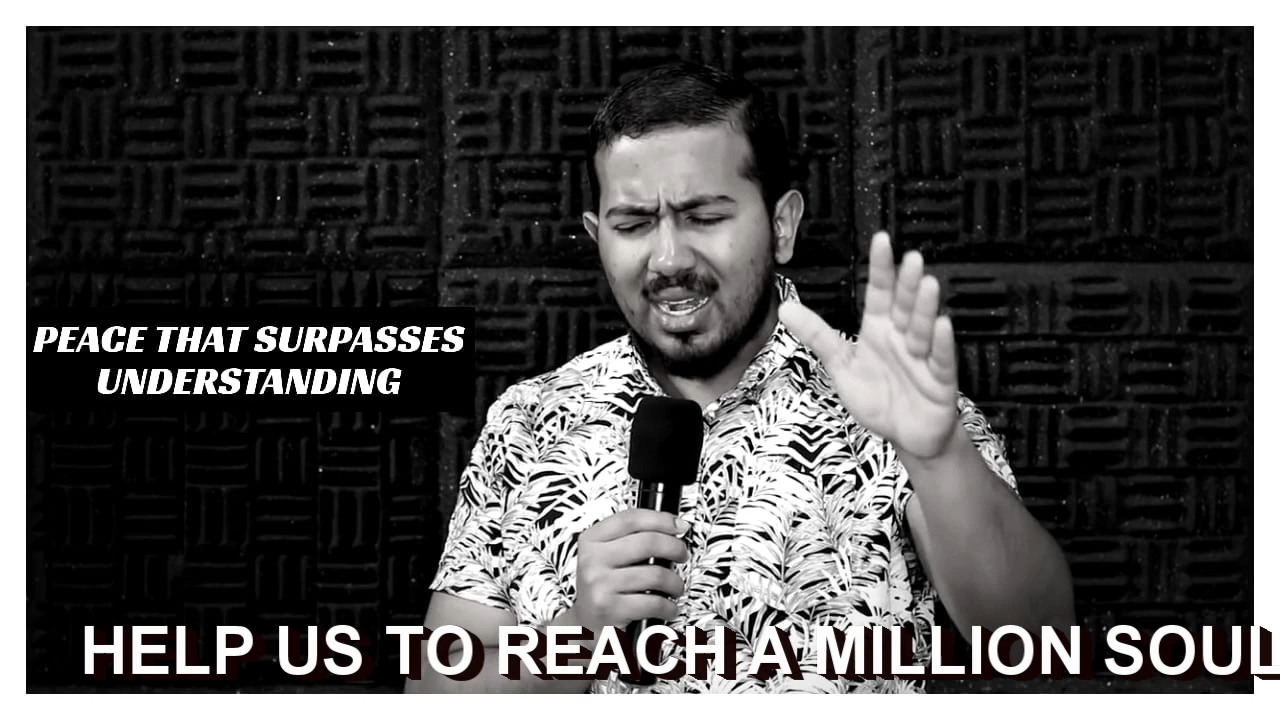 PEACE THAT SURPASSES
UNDERSTANDING
HELP US TO REACH A MILLION SOUL